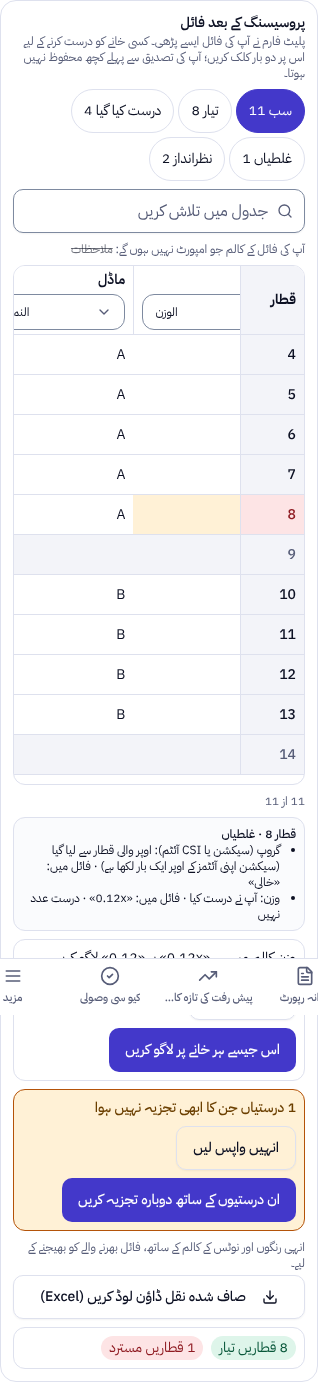 پروسیسنگ کے بعد فائل
پلیٹ فارم نے آپ کی فائل ایسے پڑھی۔ کسی خانے کو درست کرنے کے لیے
اس پر دو بار کلک کریں؛ آپ کی تصدیق سے پہلے کچھ محفوظ نہیں
ہوتا۔
سب 11
تیار 8
درست کیا گیا 4
غلطیاں 1
نظرانداز 2
جدول میں تلاش کریں
آپ کی فائل کے کالم جو امپورٹ نہیں ہوں گے: ملاحظات
قطار
ماڈل
الوزن
4 A
5 A
6 A
7 A
8 A
9
10 B
11 B
12 B
13 B
14
11 از 11
قطار 8 · غلطیاں
گروپ (سیکشن یا CSI آئٹم): اوپر والی قطار سے لیا گیا
(سیکشن اپنی آئٹمز کے اوپر ایک بار لکھا ہے) · فائل میں:
«خالی»
وزن: آپ نے درست کیا · فائل میں: «0.12x» · درست عدد
نہیں
پیش رفت کی تازہ کا...
کیو سی وصولی
مزید
اس جیسے ہر خانے پر لاگو کریں
1 درستیاں جن کا ابھی تجزیہ نہیں ہوا
انہیں واپس لیں
ان درستیوں کے ساتھ دوبارہ تجزیہ کریں
انہی رنگوں اور نوٹس کے کالم کے ساتھ، فائل بھرنے والے کو بھیجنے کے
لیے۔
صاف شدہ نقل ڈاؤن لوڈ کریں (Excel)
8 قطاریں تیار
1 قطاریں مسترد